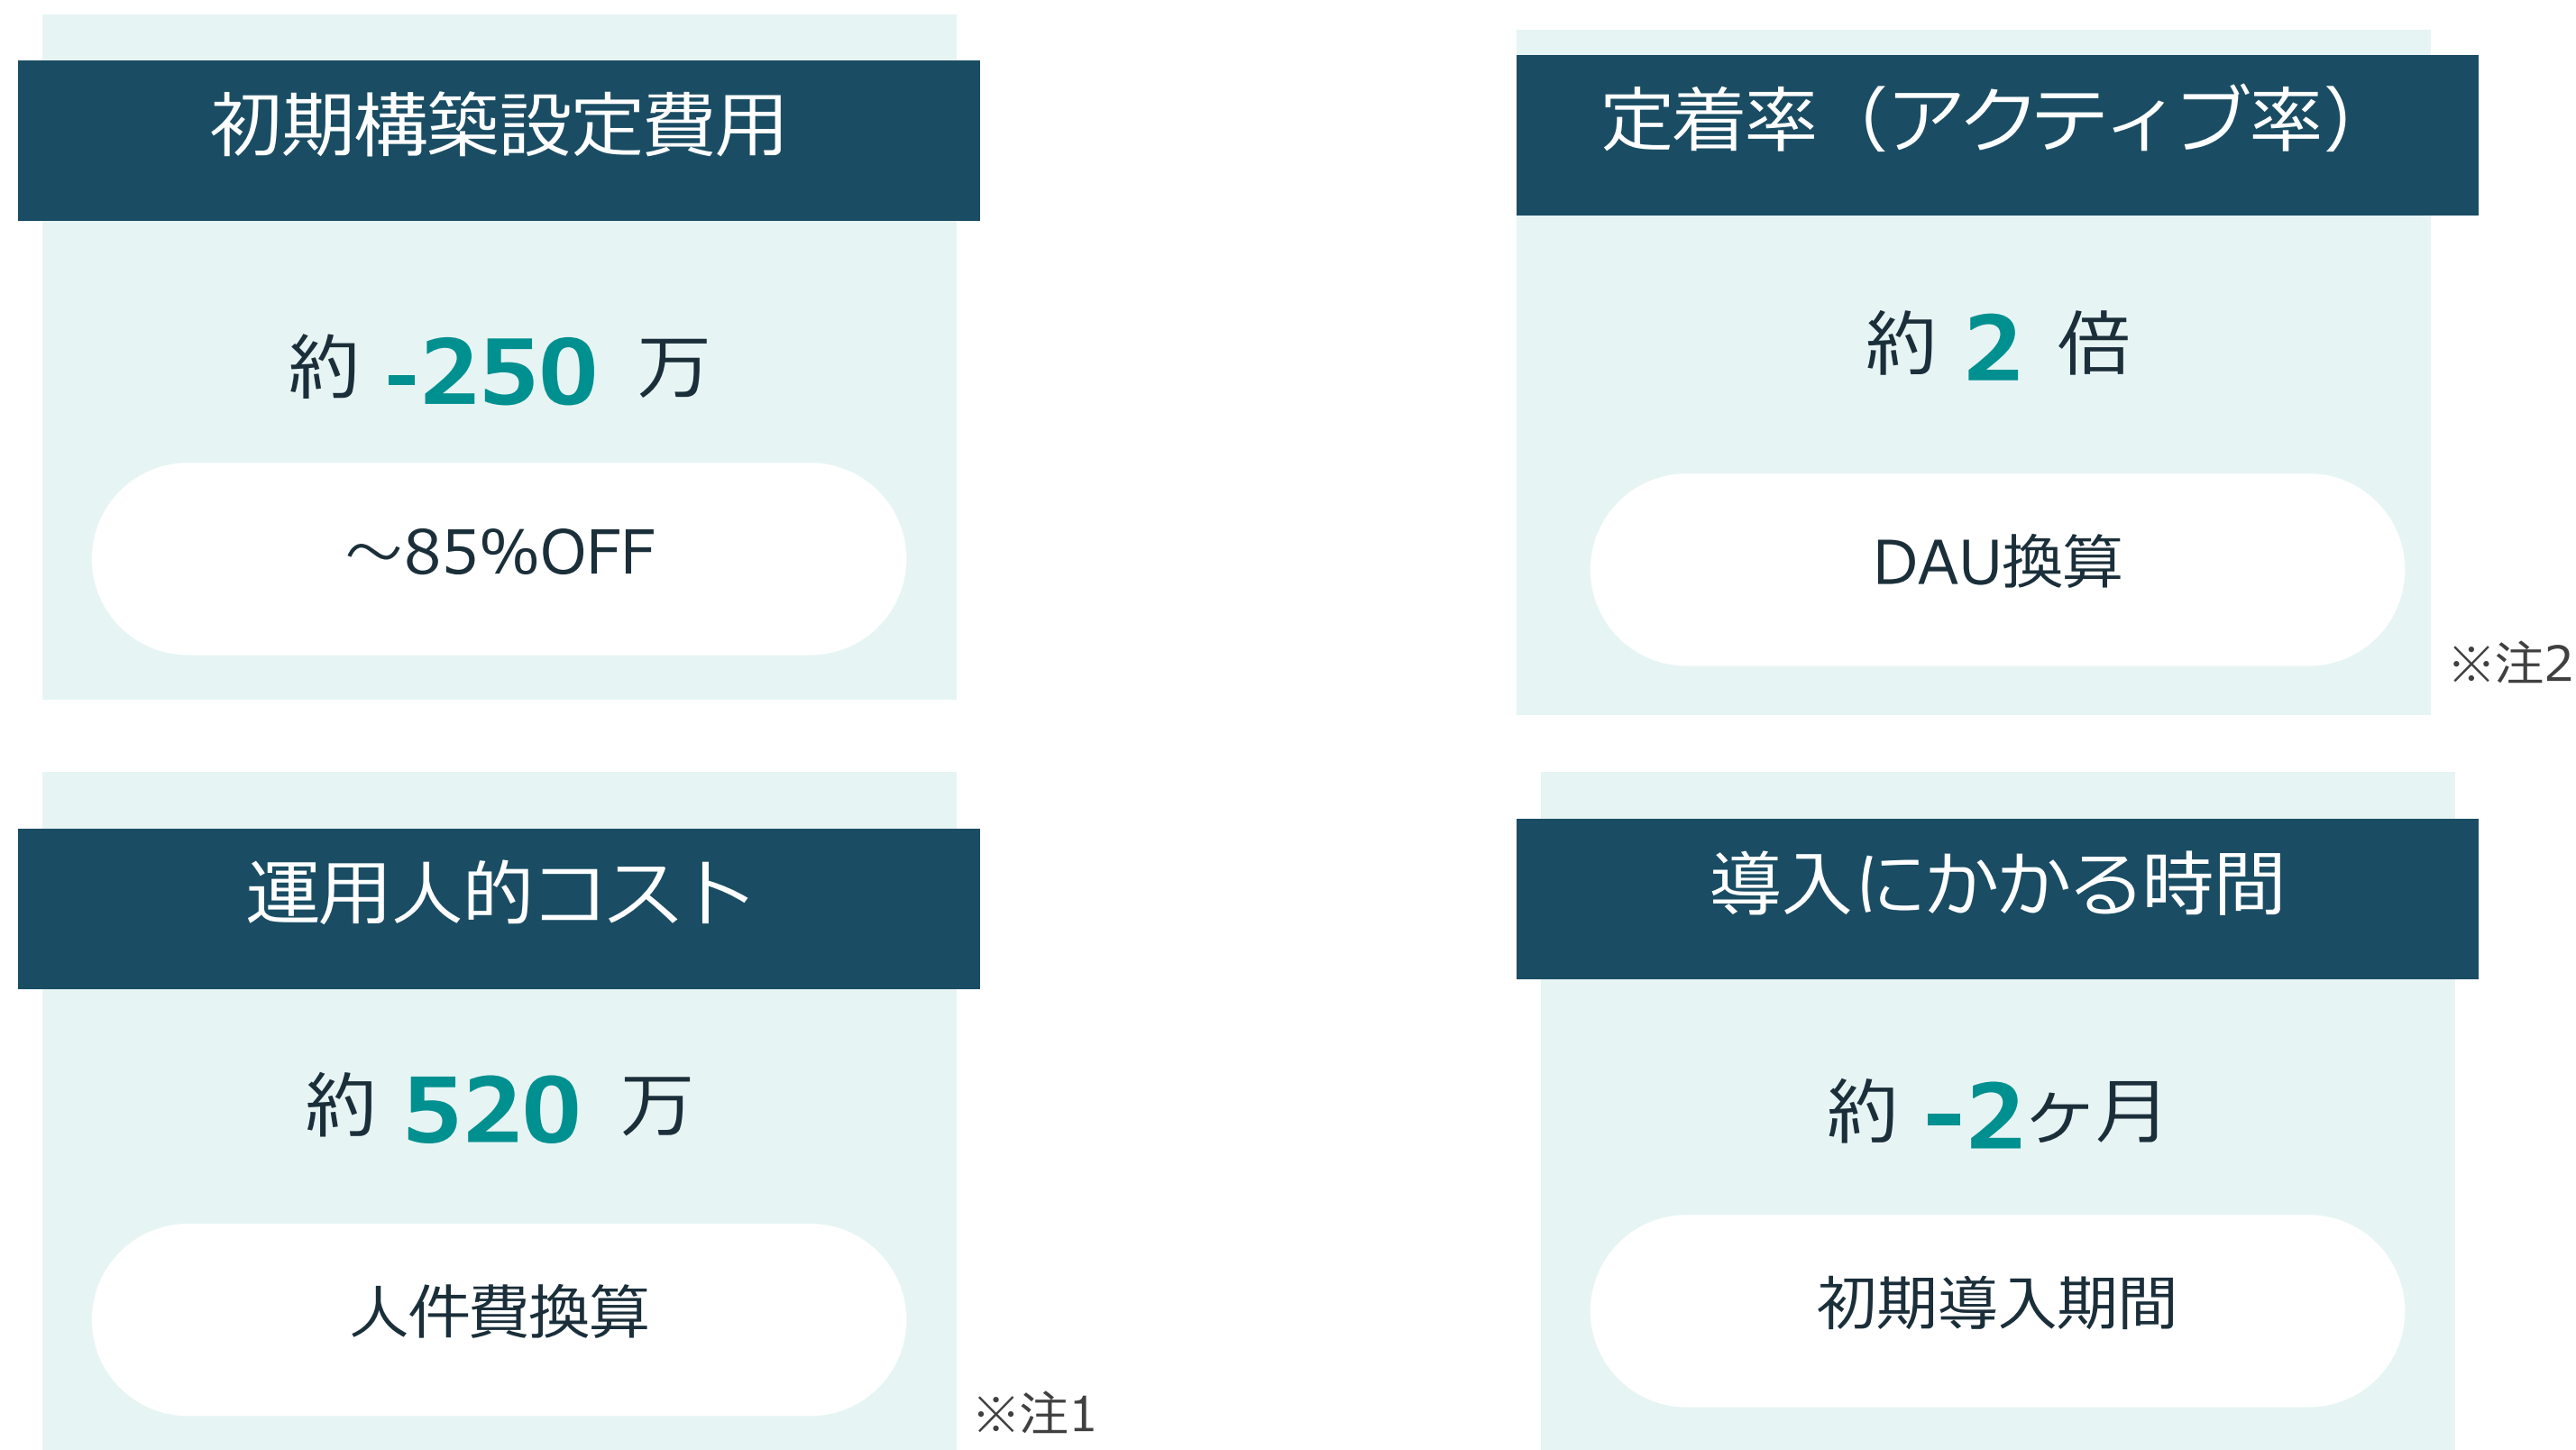 初期構築設定費用
約 -250 万
～85%OFF
定着率（アクティブ率）
約 2 倍
DAU換算
※注2
運用人的コスト
約 520 万
人件費換算
※注1
導入にかかる時間
約 -2ヶ月
初期導入期間